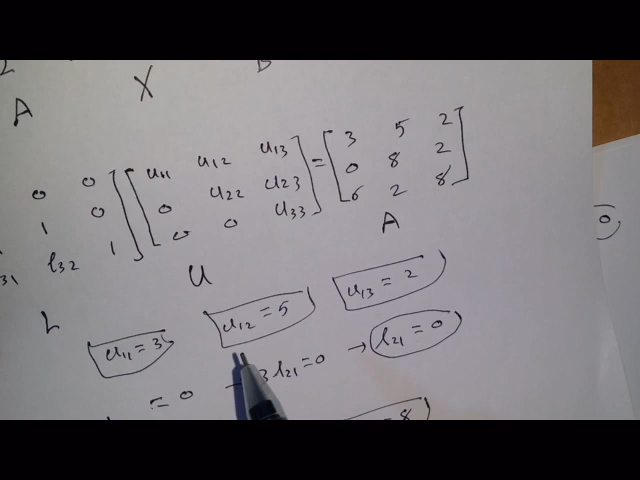 A X B
0 0 u11 u12 u13 = 3 5 2
1 0 0 u22 u23 0 8 2
31 l32 1 0 0 u33 6 2 8
L U A
u11 = 3 u12 = 5 u13 = 2
= 0 → 3 l21 = 0 → l21 = 0
= 8